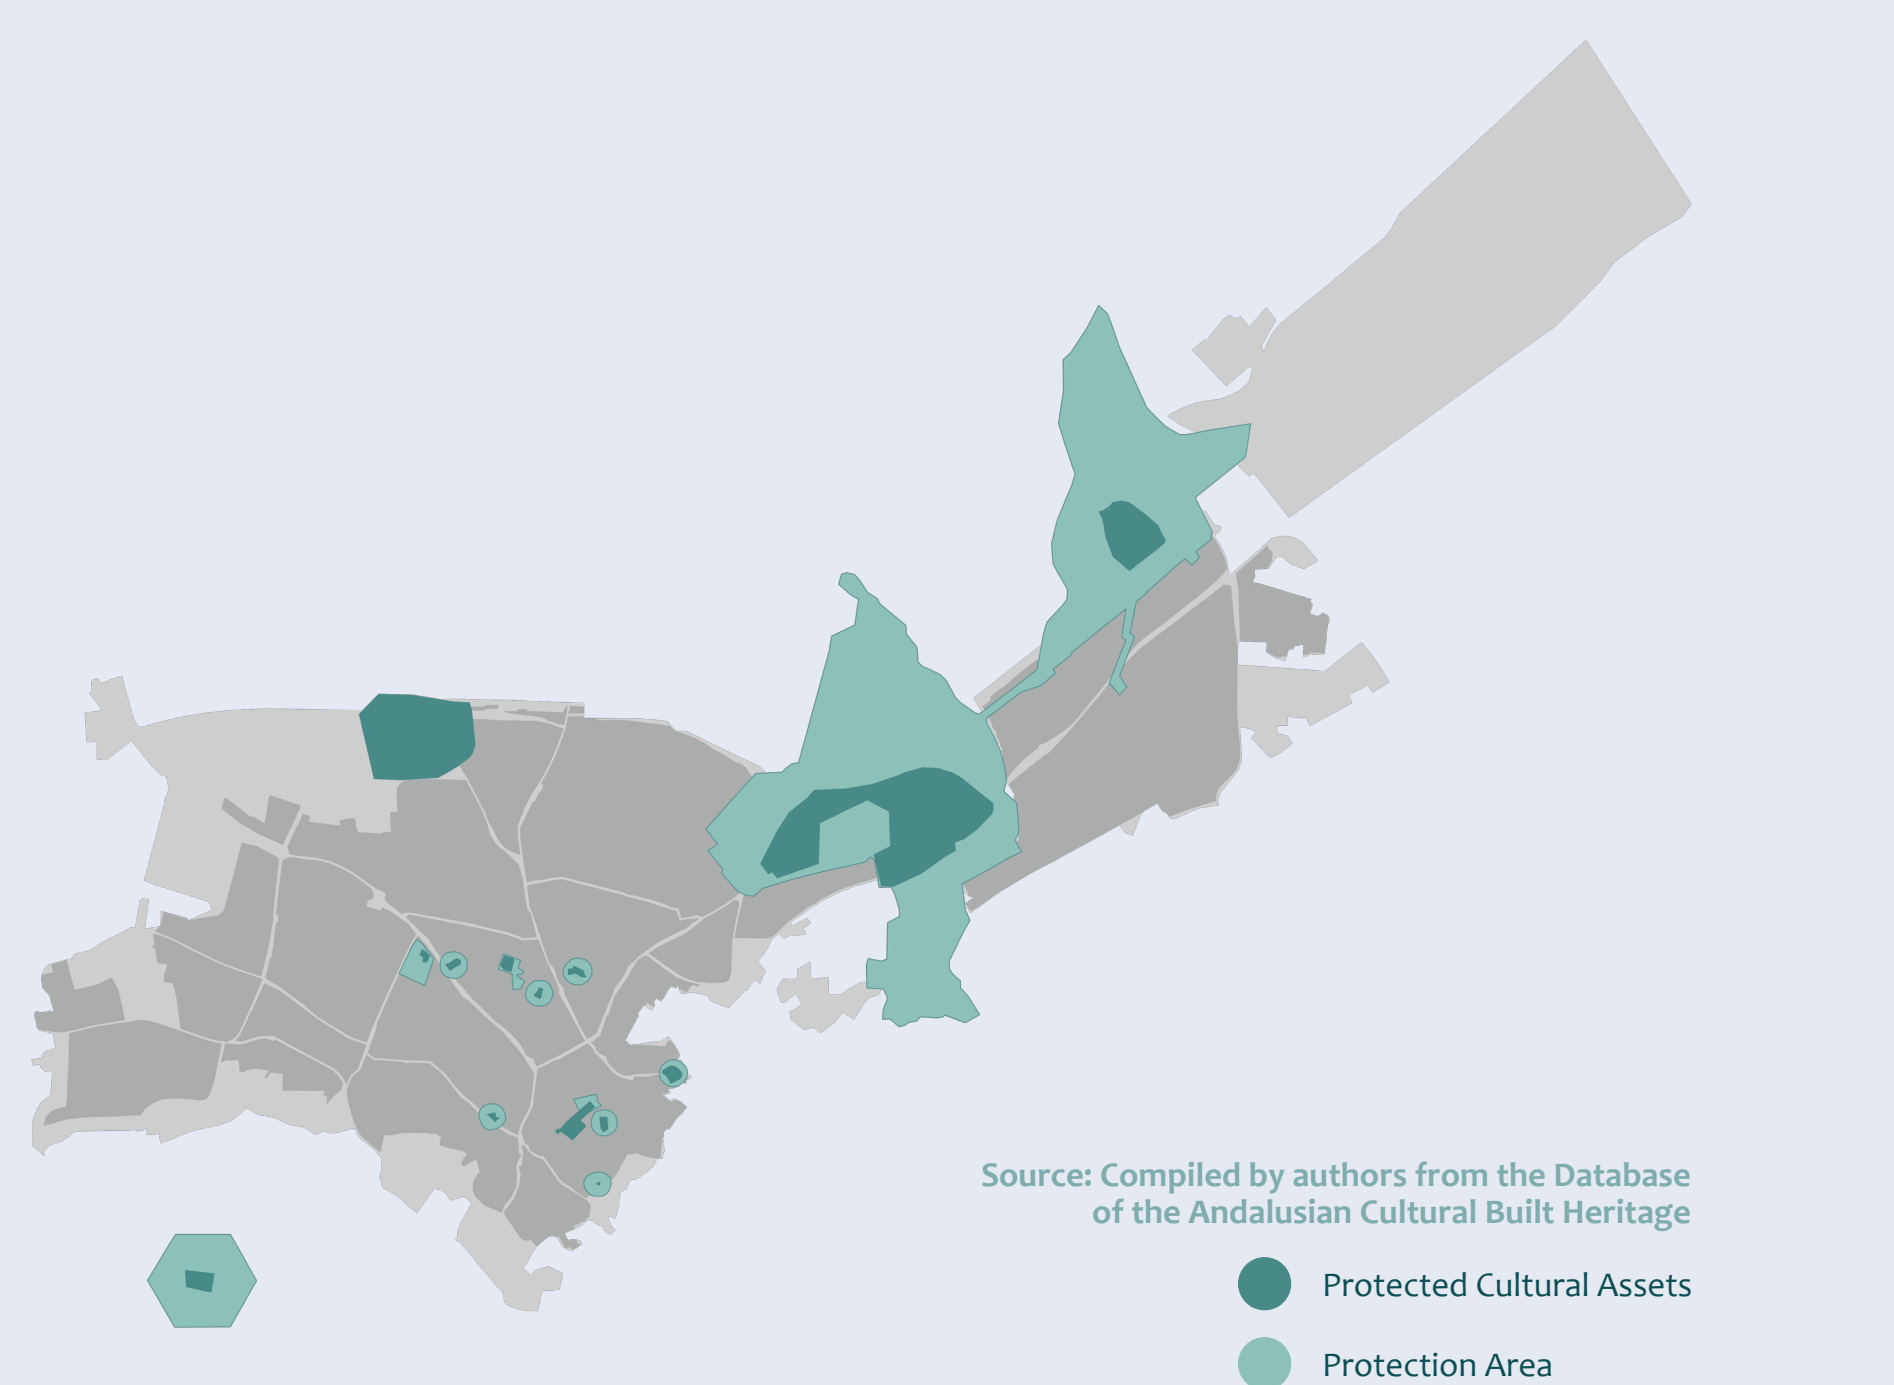 Source: Compiled by authors from the Database
of the Andalusian Cultural Built Heritage
Protected Cultural Assets
Protection Area